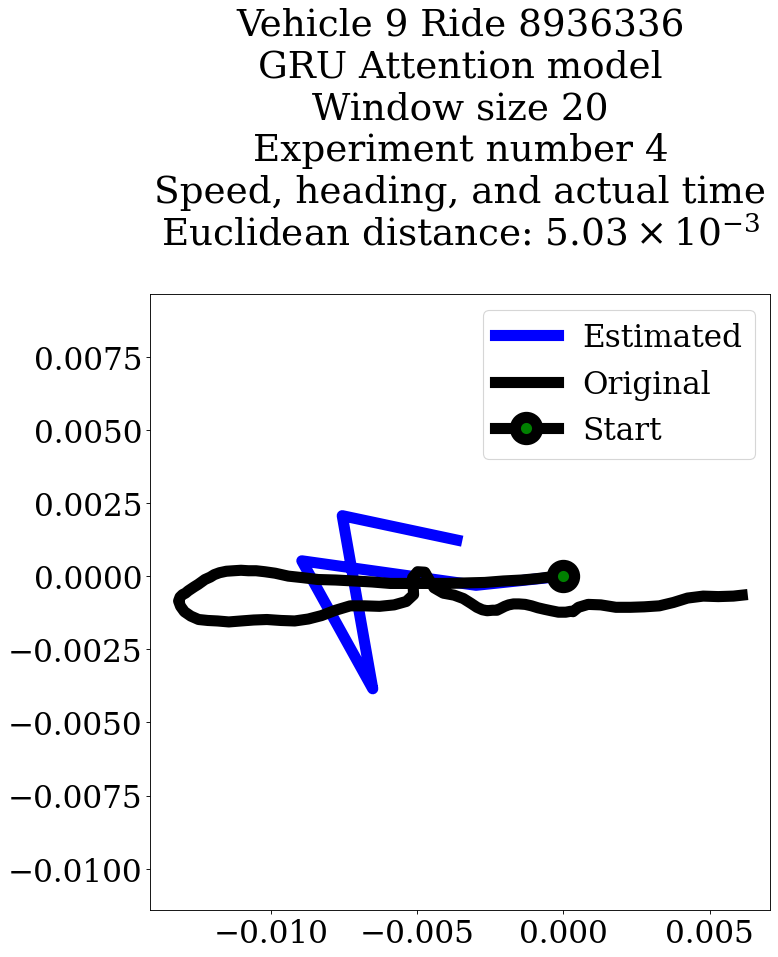 Vehicle 9 Ride 8936336
GRU Attention model
Window size 20
Experiment number 4
Speed, heading, and actual time
Euclidean distance: 5.03 × 10⁻³
Estimated
Original
Start
0.0075
0.0050
0.0025
0.0000
−0.0025
−0.0050
−0.0075
−0.0100
−0.010 −0.005 0.000 0.005